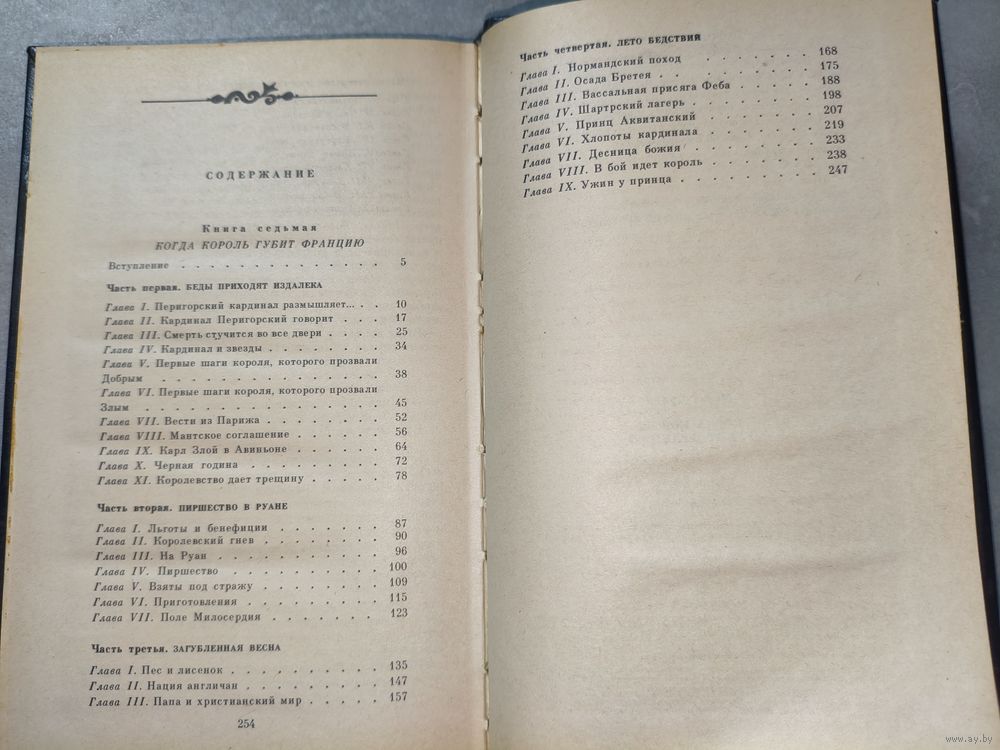 СОДЕРЖАНИЕ
Книга седьмая
КОГДА КОРОЛЬ ГУБИТ ФРАНЦИЮ
Вступление . . . . . . . . . . . . . . 5
Часть первая. БЕДЫ ПРИХОДЯТ ИЗДАЛЕКА
Глава I. Перигорский кардинал размышляет... . . 10
Глава II. Кардинал Перигорский говорит . . . 17
Глава III. Смерть стучится во все двери . . . . 25
Глава IV. Кардинал и звезды . . . . . . . . 34
Глава V. Первые шаги короля, которого прозвали
Добрым . . . . . . . . . . . . . . 38
Глава VI. Первые шаги короля, которого прозвали
Злым . . . . . . . . . . . . . . . 45
Глава VII. Вести из Парижа . . . . . . . . 52
Глава VIII. Мантское соглашение . . . . . . 56
Глава IX. Карл Злой в Авиньоне . . . . . . 64
Глава X. Черная година . . . . . . . . . 72
Глава XI. Королевство дает трещину . . . . . 78
Часть вторая. ПИРШЕСТВО В РУАНЕ
Глава I. Льготы и бенефиции . . . . . . . 87
Глава II. Королевский гнев . . . . . . . . 90
Глава III. На Руан . . . . . . . . . . . 96
Глава IV. Пиршество . . . . . . . . . . 100
Глава V. Взяты под стражу . . . . . . . . 109
Глава VI. Приготовления . . . . . . . . . 115
Глава VII. Поле Милосердия . . . . . . . . 123
Часть третья. ЗАГУБЛЕННАЯ ВЕСНА
Глава I. Пес и лисенок . . . . . . . . . . 135
Глава II. Нация англичан . . . . . . . . . 147
Глава III. Папа и христианский мир . . . . . 157
254
Часть четвертая. ЛЕТО БЕДСТВИЙ
Глава I. Нормандский поход . . . . . . . 168
Глава II. Осада Бретея . . . . . . . . . 175
Глава III. Вассальная присяга Феба . . . . . 188
Глава IV. Шартрский лагерь . . . . . . . 198
Глава V. Принц Аквитанский . . . . . . . 207
Глава VI. Хлопоты кардинала . . . . . . . 219
Глава VII. Десница божия . . . . . . . . 233
Глава VIII. В бой идет король . . . . . . . 238
Глава IX. Ужин у принца . . . . . . . . . 247
www.ay.by